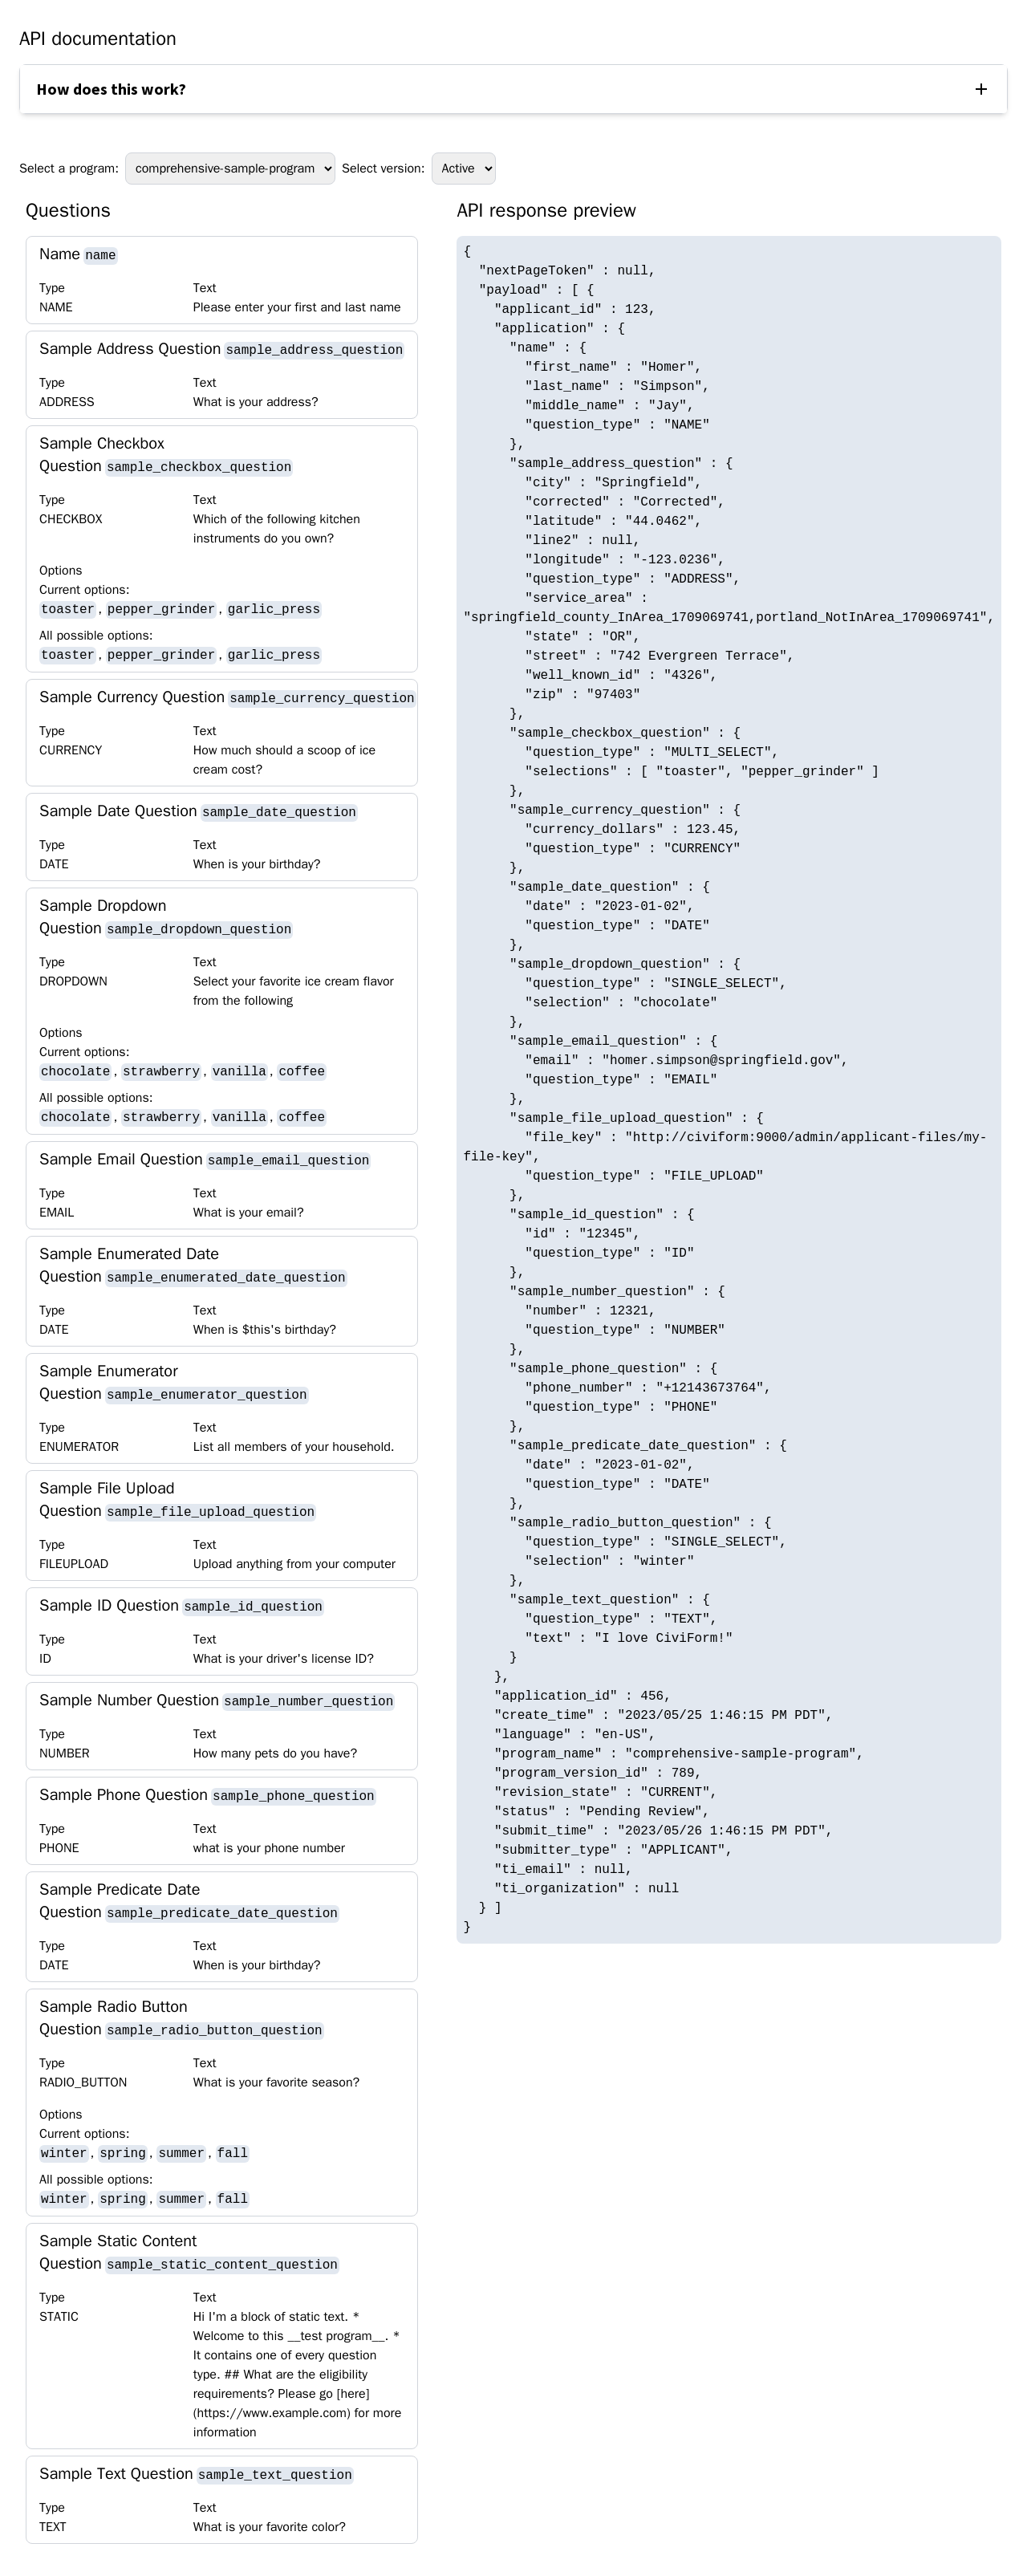 API documentation
How does this work?
Select a program: comprehensive-sample-program Select version: Active
Questions
Name name
Type Text
NAME Please enter your first and last name
Sample Address Question sample_address_question
Type Text
ADDRESS What is your address?
Sample Checkbox
Question sample_checkbox_question
Type Text
CHECKBOX Which of the following kitchen
instruments do you own?
Options
Current options:
toaster, pepper_grinder, garlic_press
All possible options:
toaster, pepper_grinder, garlic_press
Sample Currency Question sample_currency_question
Type Text
CURRENCY How much should a scoop of ice
cream cost?
Sample Date Question sample_date_question
Type Text
DATE When is your birthday?
Sample Dropdown
Question sample_dropdown_question
Type Text
DROPDOWN Select your favorite ice cream flavor
from the following
Options
Current options:
chocolate, strawberry, vanilla, coffee
All possible options:
chocolate, strawberry, vanilla, coffee
Sample Email Question sample_email_question
Type Text
EMAIL What is your email?
Sample Enumerated Date
Question sample_enumerated_date_question
Type Text
DATE When is $this's birthday?
Sample Enumerator
Question sample_enumerator_question
Type Text
ENUMERATOR List all members of your household.
Sample File Upload
Question sample_file_upload_question
Type Text
FILEUPLOAD Upload anything from your computer
Sample ID Question sample_id_question
Type Text
ID What is your driver's license ID?
Sample Number Question sample_number_question
Type Text
NUMBER How many pets do you have?
Sample Phone Question sample_phone_question
Type Text
PHONE what is your phone number
Sample Predicate Date
Question sample_predicate_date_question
Type Text
DATE When is your birthday?
Sample Radio Button
Question sample_radio_button_question
Type Text
RADIO_BUTTON What is your favorite season?
Options
Current options:
winter, spring, summer, fall
All possible options:
winter, spring, summer, fall
Sample Static Content
Question sample_static_content_question
Type Text
STATIC Hi I'm a block of static text. *
Welcome to this __test program__. *
It contains one of every question
type. ## What are the eligibility
requirements? Please go [here]
(https://www.example.com) for more
information
Sample Text Question sample_text_question
Type Text
TEXT What is your favorite color?
API response preview
{
"nextPageToken" : null,
"payload" : [ {
"applicant_id" : 123,
"application" : {
"name" : {
"first_name" : "Homer",
"last_name" : "Simpson",
"middle_name" : "Jay",
"question_type" : "NAME"
},
"sample_address_question" : {
"city" : "Springfield",
"corrected" : "Corrected",
"latitude" : "44.0462",
"line2" : null,
"longitude" : "-123.0236",
"question_type" : "ADDRESS",
"service_area" :
"springfield_county_InArea_1709069741,portland_NotInArea_1709069741",
"state" : "OR",
"street" : "742 Evergreen Terrace",
"well_known_id" : "4326",
"zip" : "97403"
},
"sample_checkbox_question" : {
"question_type" : "MULTI_SELECT",
"selections" : [ "toaster", "pepper_grinder" ]
},
"sample_currency_question" : {
"currency_dollars" : 123.45,
"question_type" : "CURRENCY"
},
"sample_date_question" : {
"date" : "2023-01-02",
"question_type" : "DATE"
},
"sample_dropdown_question" : {
"question_type" : "SINGLE_SELECT",
"selection" : "chocolate"
},
"sample_email_question" : {
"email" : "homer.simpson@springfield.gov",
"question_type" : "EMAIL"
},
"sample_file_upload_question" : {
"file_key" : "http://civiform:9000/admin/applicant-files/my-
file-key",
"question_type" : "FILE_UPLOAD"
},
"sample_id_question" : {
"id" : "12345",
"question_type" : "ID"
},
"sample_number_question" : {
"number" : 12321,
"question_type" : "NUMBER"
},
"sample_phone_question" : {
"phone_number" : "+12143673764",
"question_type" : "PHONE"
},
"sample_predicate_date_question" : {
"date" : "2023-01-02",
"question_type" : "DATE"
},
"sample_radio_button_question" : {
"question_type" : "SINGLE_SELECT",
"selection" : "winter"
},
"sample_text_question" : {
"question_type" : "TEXT",
"text" : "I love CiviForm!"
}
},
"application_id" : 456,
"create_time" : "2023/05/25 1:46:15 PM PDT",
"language" : "en-US",
"program_name" : "comprehensive-sample-program",
"program_version_id" : 789,
"revision_state" : "CURRENT",
"status" : "Pending Review",
"submit_time" : "2023/05/26 1:46:15 PM PDT",
"submitter_type" : "APPLICANT",
"ti_email" : null,
"ti_organization" : null
} ]
}